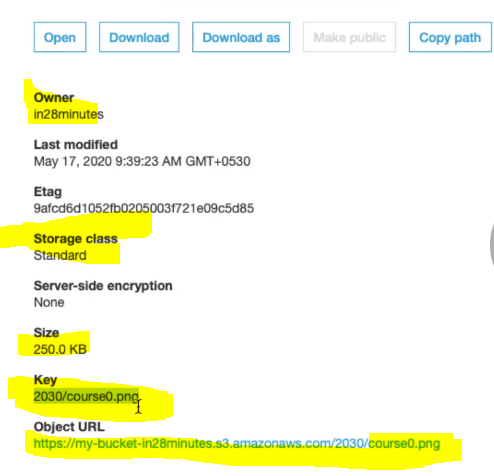 Open Download Download as Make public Copy path
Owner
in28minutes
Last modified
May 17, 2020 9:39:23 AM GMT+0530
Etag
9afcd6d1052fb0205003f721e09c5d85
Storage class
Standard
Server-side encryption
None
Size
250.0 KB
Key
2030/course0.png
Object URL
https://my-bucket-in28minutes.s3.amazonaws.com/2030/course0.png